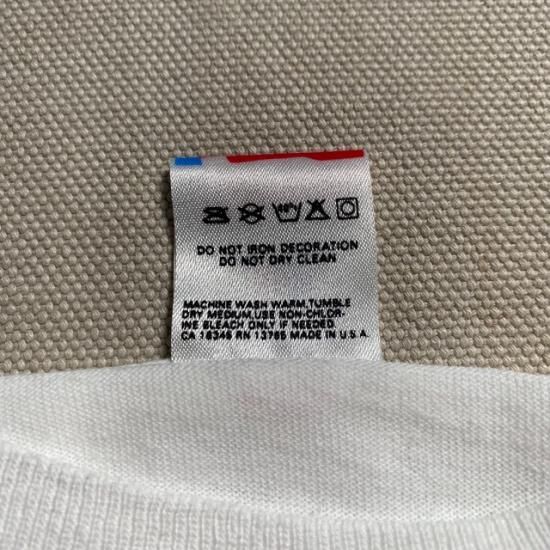 DO NOT IRON DECORATION
DO NOT DRY CLEAN
MACHINE WASH WARM, TUMBLE
DRY MEDIUM, USE NON-CHLOR-
INE BLEACH ONLY IF NEEDED.
CA 16346 RN 13765 MADE IN U.S.A.